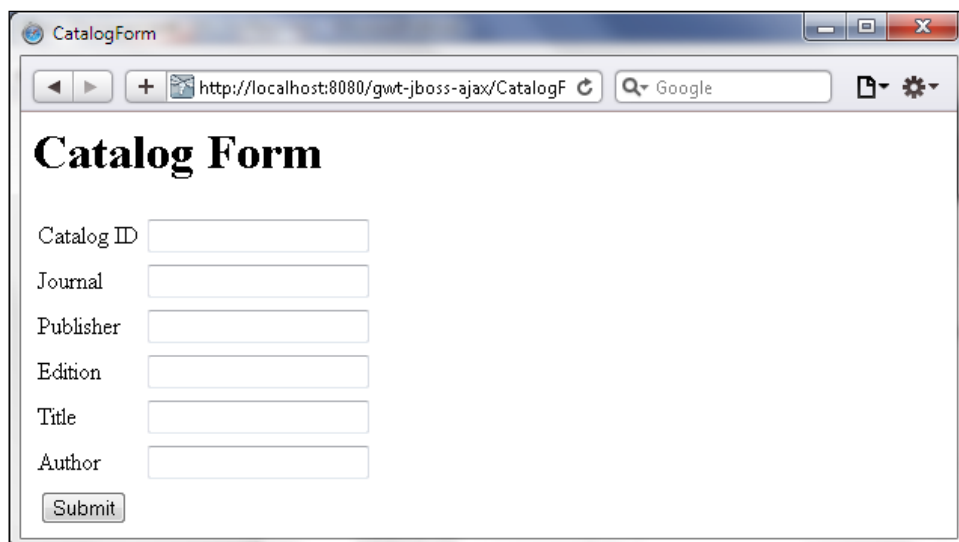 CatalogForm
http://localhost:8080/gwt-jboss-ajax/CatalogF Google
Catalog Form
Catalog ID
Journal
Publisher
Edition
Title
Author
Submit